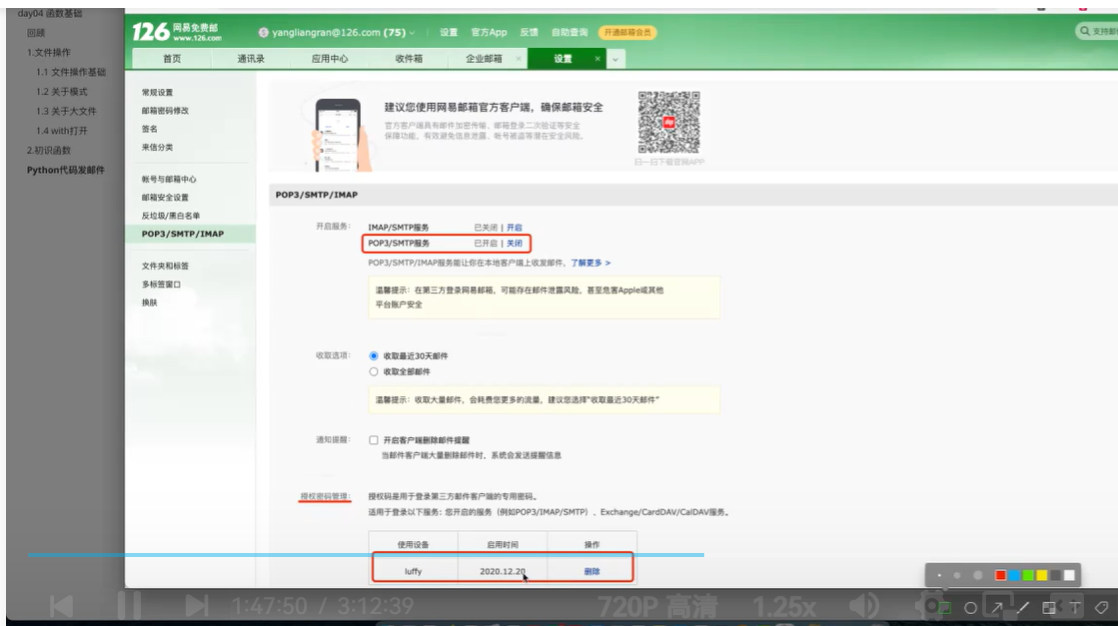 day04 函数基础
回顾
1.文件操作
1.1 文件操作基础
1.2 关于模式
1.3 关于大文件
1.4 with打开
2.初识函数
Python代码发邮件
126 网易免费邮
www.126.com
yangliangran@126.com (75)
设置 官方App 反馈 自助查询 开通邮箱会员
支持邮
首页 通讯录 应用中心 收件箱 企业邮箱 × 设置 ×
常规设置
邮箱密码修改
签名
来信分类
帐号与邮箱中心
邮箱安全设置
反垃圾/黑白名单
POP3/SMTP/IMAP
文件夹和标签
多标签窗口
换肤
建议您使用网易邮箱官方客户端，确保邮箱安全
官方客户端具有邮件加密传输、邮箱登录二次验证等安全
保障功能，有效避免信息泄露、帐号被盗等潜在安全风险。
扫一扫下载官网APP
POP3/SMTP/IMAP
开启服务: IMAP/SMTP服务 已关闭 | 开启
POP3/SMTP服务 已开启 | 关闭
POP3/SMTP/IMAP服务能让你在本地客户端上收发邮件，了解更多 >
温馨提示：在第三方登录网易邮箱，可能存在邮件泄露风险，甚至危害Apple或其他
平台账户安全
收取选项: 收取最近30天邮件
收取全部邮件
温馨提示：收取大量邮件，会耗费您更多的流量，建议您选择“收取最近30天邮件”
通知提醒: 开启客户端删除邮件提醒
当邮件客户端大量删除邮件时，系统会发送提醒信息
授权密码管理: 授权码是用于登录第三方邮件客户端的专用密码。
适用于登录以下服务: 您开启的服务（例如POP3/IMAP/SMTP）、Exchange/CardDAV/CalDAV服务。
使用设备 启用时间 操作
luffy 2020.12.20 删除
1:47:50 / 3:12:39 720P 高清 1.25x